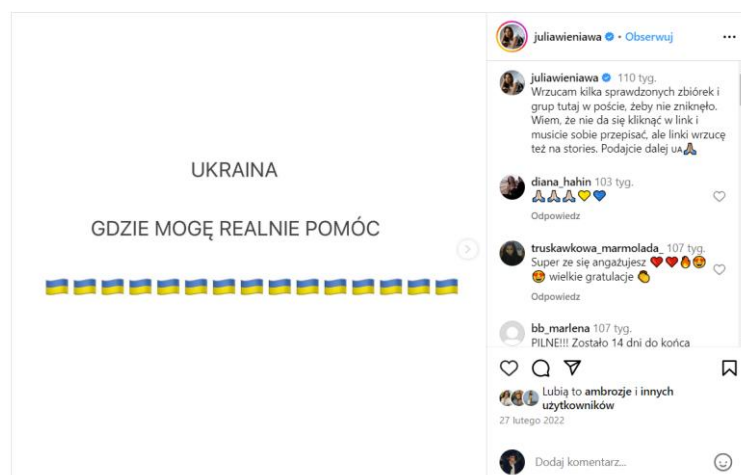 UKRAINA
GDZIE MOGĘ REALNIE POMÓC
juliawieniawa • Obserwuj
juliawieniawa 110 tyg.
Wrzucam kilka sprawdzonych zbiórek i
grup tutaj w poście, żeby nie zniknęło.
Wiem, że nie da się kliknąć w link i
musicie sobie przepisać, ale linki wrzucę
też na stories. Podajcie dalej UA🙏🏼
diana_hahin 103 tyg.
🙏🏼🙏🏼🙏🏼💛💙
Odpowiedz
truskawkowa_marmolada_ 107 tyg.
Super ze się angażujesz ❤️❤️🔥😍
😍 wielkie gratulacje 👏
Odpowiedz
bb_marlena 107 tyg.
PILNE!!! Zostało 14 dni do końca
Lubią to ambrozje i innych
użytkowników
27 lutego 2022
Dodaj komentarz...